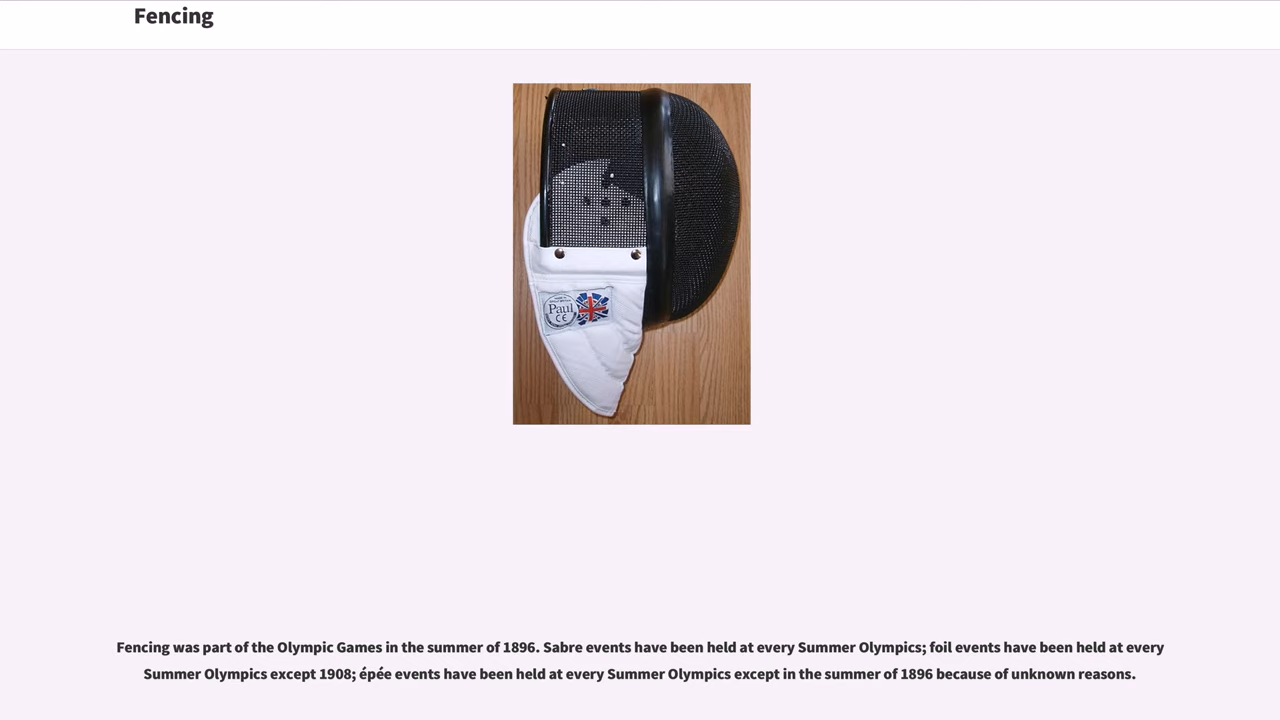 Fencing
Paul
CE
Fencing was part of the Olympic Games in the summer of 1896. Sabre events have been held at every Summer Olympics; foil events have been held at every
Summer Olympics except 1908; épée events have been held at every Summer Olympics except in the summer of 1896 because of unknown reasons.